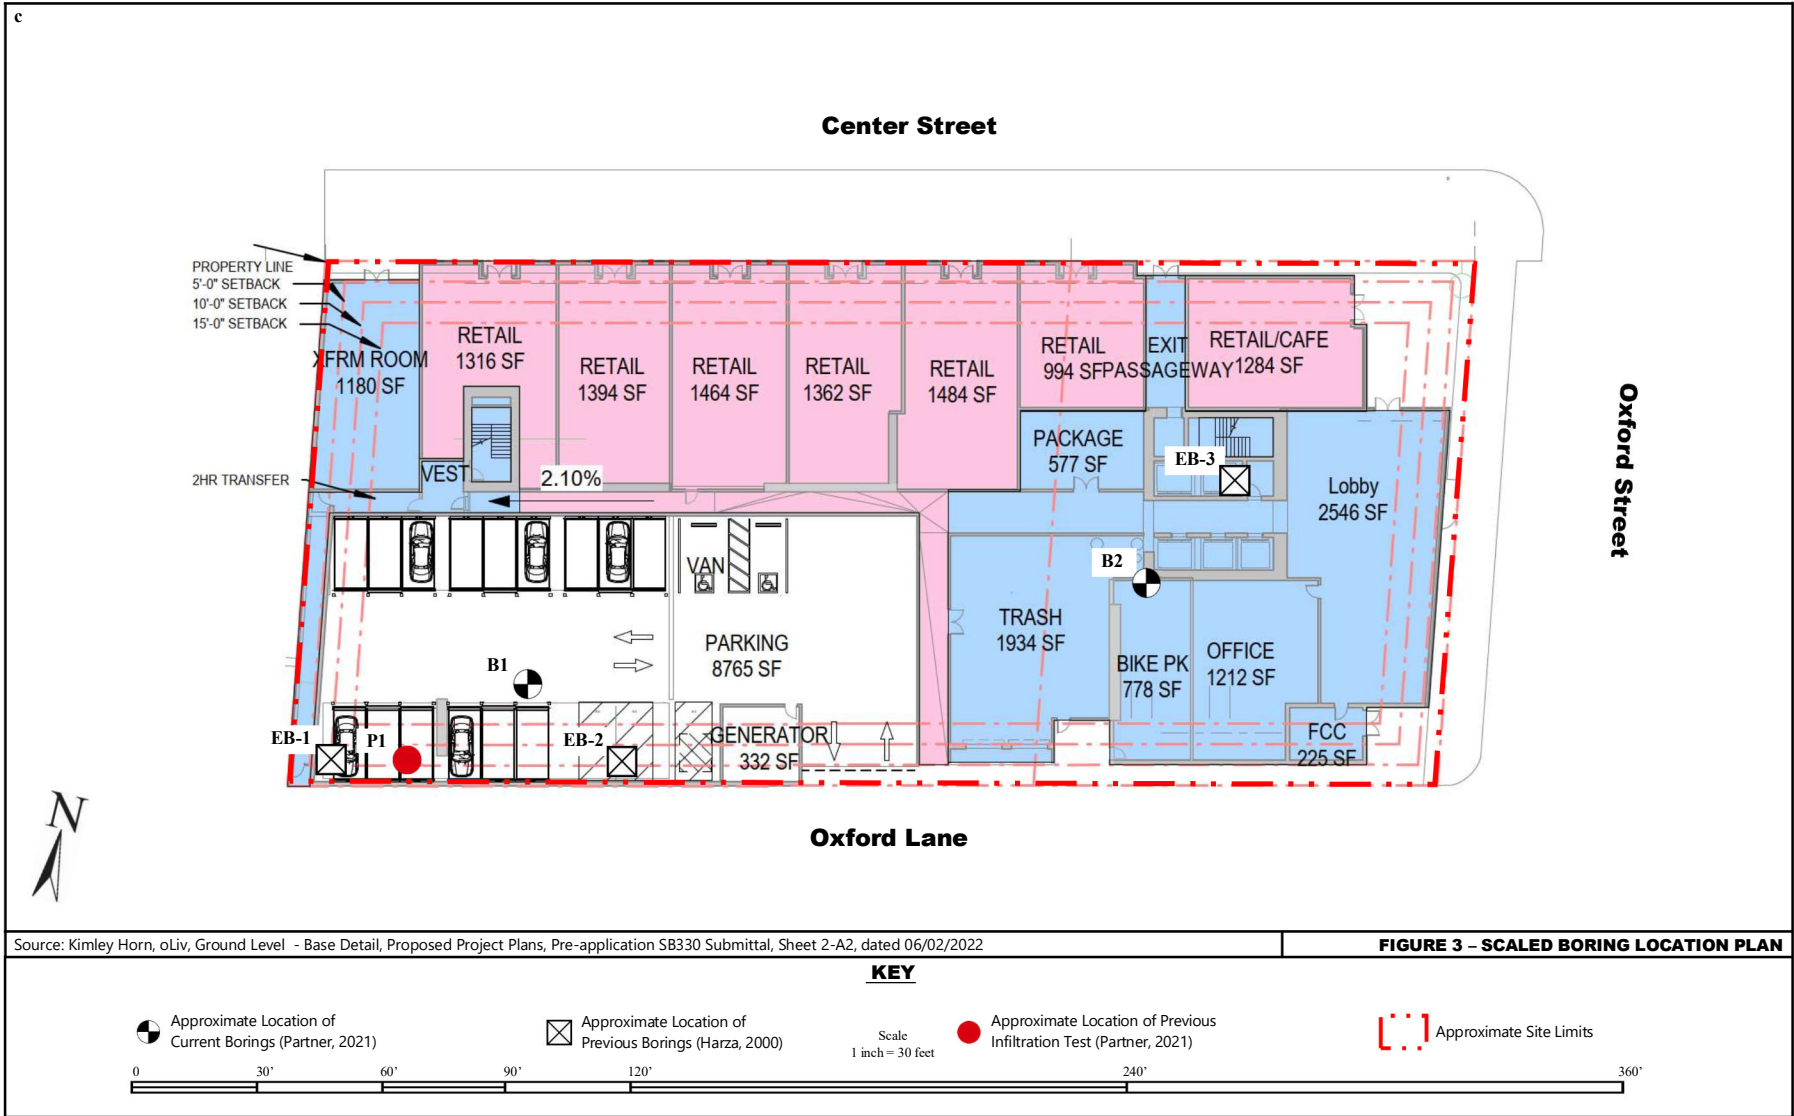 c
Center Street
PROPERTY LINE
5'-0" SETBACK
10'-0" SETBACK
15'-0" SETBACK
XFRM ROOM
1180 SF
RETAIL
1316 SF
RETAIL
1394 SF
RETAIL
1464 SF
RETAIL
1362 SF
RETAIL
1484 SF
RETAIL
994 SF
EXIT
PASSAGEWAY
RETAIL/CAFE
1284 SF
Oxford Street
2HR TRANSFER
VEST
2.10%
PACKAGE
577 SF
EB-3
Lobby
2546 SF
VAN
B2
TRASH
1934 SF
PARKING
8765 SF
B1
BIKE PK
778 SF
OFFICE
1212 SF
EB-1
P1
EB-2
GENERATOR
332 SF
FCC
225 SF
N
Oxford Lane
Source: Kimley Horn, oLiv, Ground Level - Base Detail, Proposed Project Plans, Pre-application SB330 Submittal, Sheet 2-A2, dated 06/02/2022
FIGURE 3 – SCALED BORING LOCATION PLAN
KEY
Approximate Location of
Current Borings (Partner, 2021)
Approximate Location of
Previous Borings (Harza, 2000)
Scale
1 inch = 30 feet
Approximate Location of Previous
Infiltration Test (Partner, 2021)
Approximate Site Limits
0 30' 60' 90' 120' 240' 360'